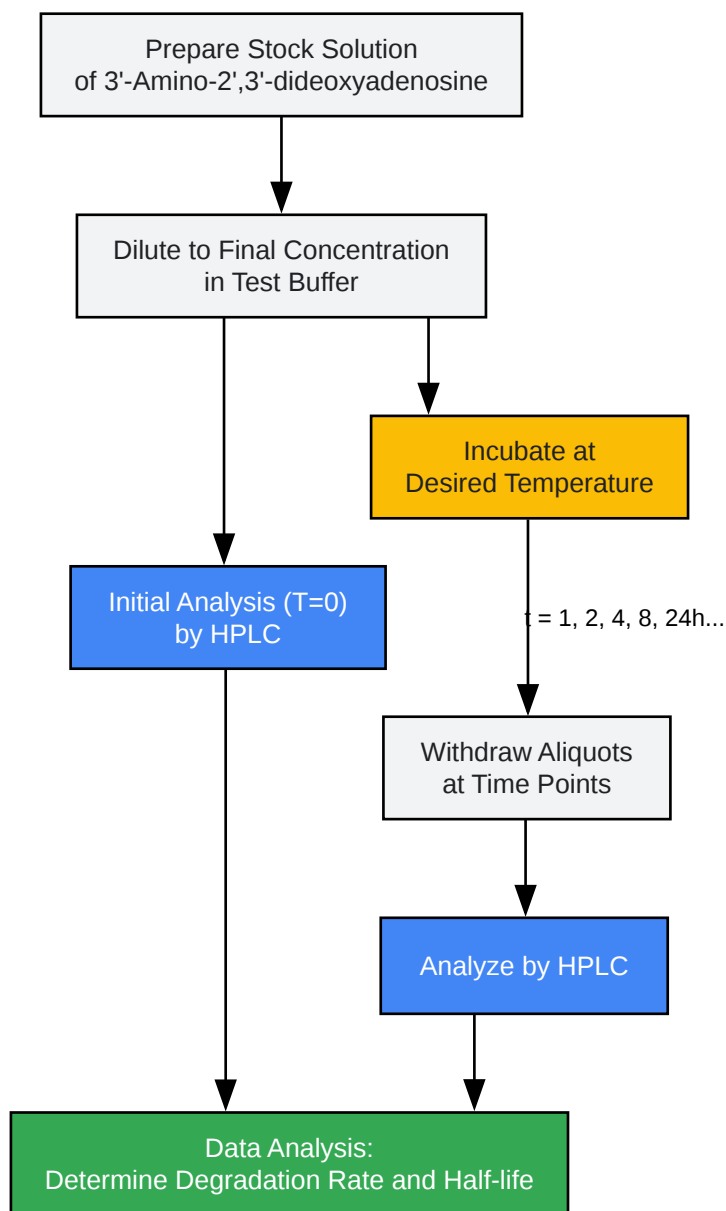 Prepare Stock Solution
of 3'-Amino-2',3'-dideoxyadenosine
Dilute to Final Concentration
in Test Buffer
Incubate at
Desired Temperature
Initial Analysis (T=0)
by HPLC
t = 1, 2, 4, 8, 24h...
Withdraw Aliquots
at Time Points
Analyze by HPLC
Data Analysis:
Determine Degradation Rate and Half-life